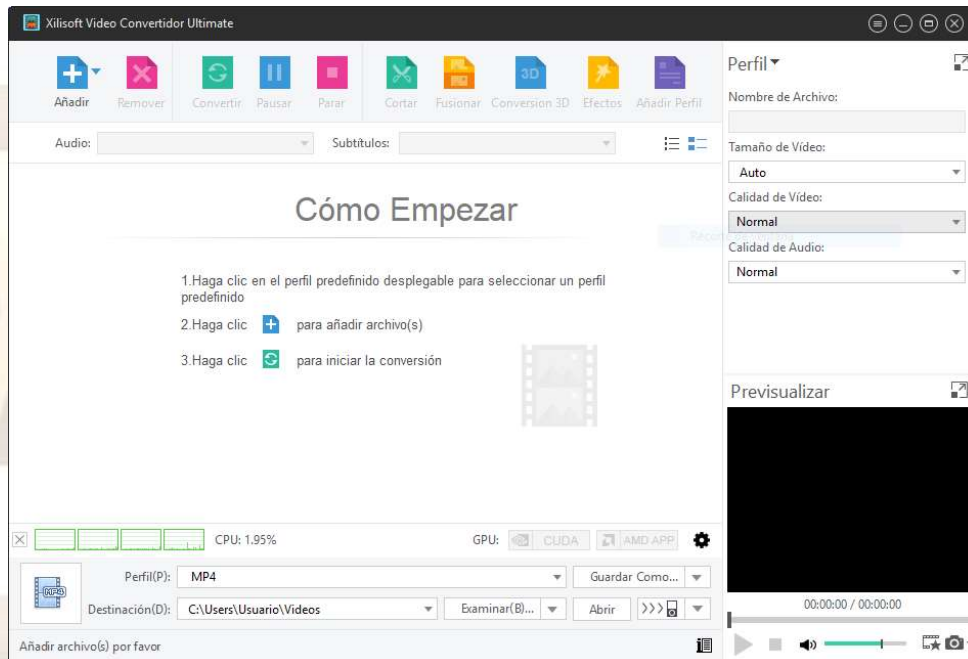 Xilisoft Video Convertidor Ultimate
Añadir Remover Convertir Pausar Parar Cortar Fusionar Conversion 3D Efectos Añadir Perfil
3D
Audio: Subtítulos:
Cómo Empezar
1.Haga clic en el perfil predefinido desplegable para seleccionar un perfil
predefinido
2.Haga clic para añadir archivo(s)
3.Haga clic para iniciar la conversión
CPU: 1.95% GPU: CUDA AMD APP
MP4
Perfil(P): MP4 Guardar Como...
Destinación(D): C:\Users\Usuario\Videos Examinar(B)... Abrir >>>
Añadir archivo(s) por favor
Perfil
Nombre de Archivo:
Tamaño de Vídeo:
Auto
Calidad de Vídeo:
Normal
Calidad de Audio:
Normal
Previsualizar
00:00:00 / 00:00:00